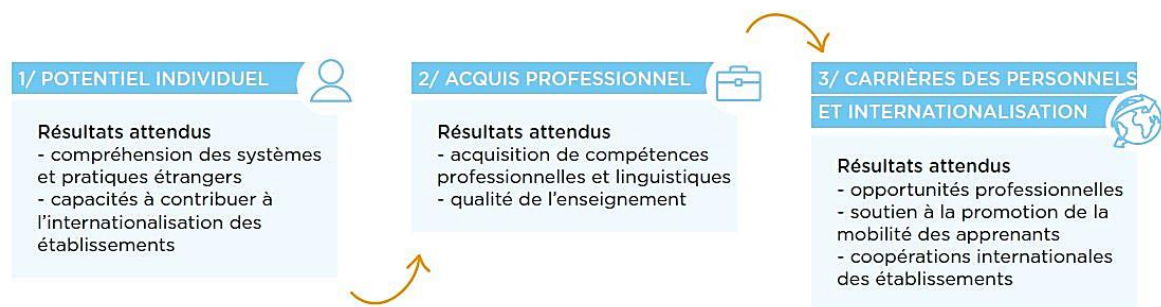 1/ POTENTIEL INDIVIDUEL
Résultats attendus
- compréhension des systèmes
et pratiques étrangers
- capacités à contribuer à
l'internationalisation des
établissements
2/ ACQUIS PROFESSIONNEL
Résultats attendus
- acquisition de compétences
professionnelles et linguistiques
- qualité de l'enseignement
3/ CARRIÈRES DES PERSONNELS
ET INTERNATIONALISATION
Résultats attendus
- opportunités professionnelles
- soutien à la promotion de la
mobilité des apprenants
- coopérations internationales
des établissements